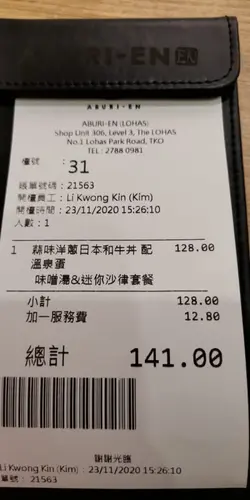 ABURI-EN
ABURI-EN
ABURI-EN (LOHAS)
Shop Unit 306, Level 3, The LOHAS
No.1 Lohas Park Road, TKO
TEL : 2788 0981
檯號 : 31
賬單號碼 : 21563
開檯員工 : Li Kwong Kin (Kim)
開檯時間 : 23/11/2020 15:26:10
人數 : 1
1 蒜味洋蔥日本和牛丼 配 128.00
溫泉蛋
味噌湯&迷你沙律套餐
小計 128.00
加一服務費 12.80
總計 141.00
謝謝光臨
Li Kwong Kin (Kim) : 23/11/2020 15:26:10
單號 : 21563